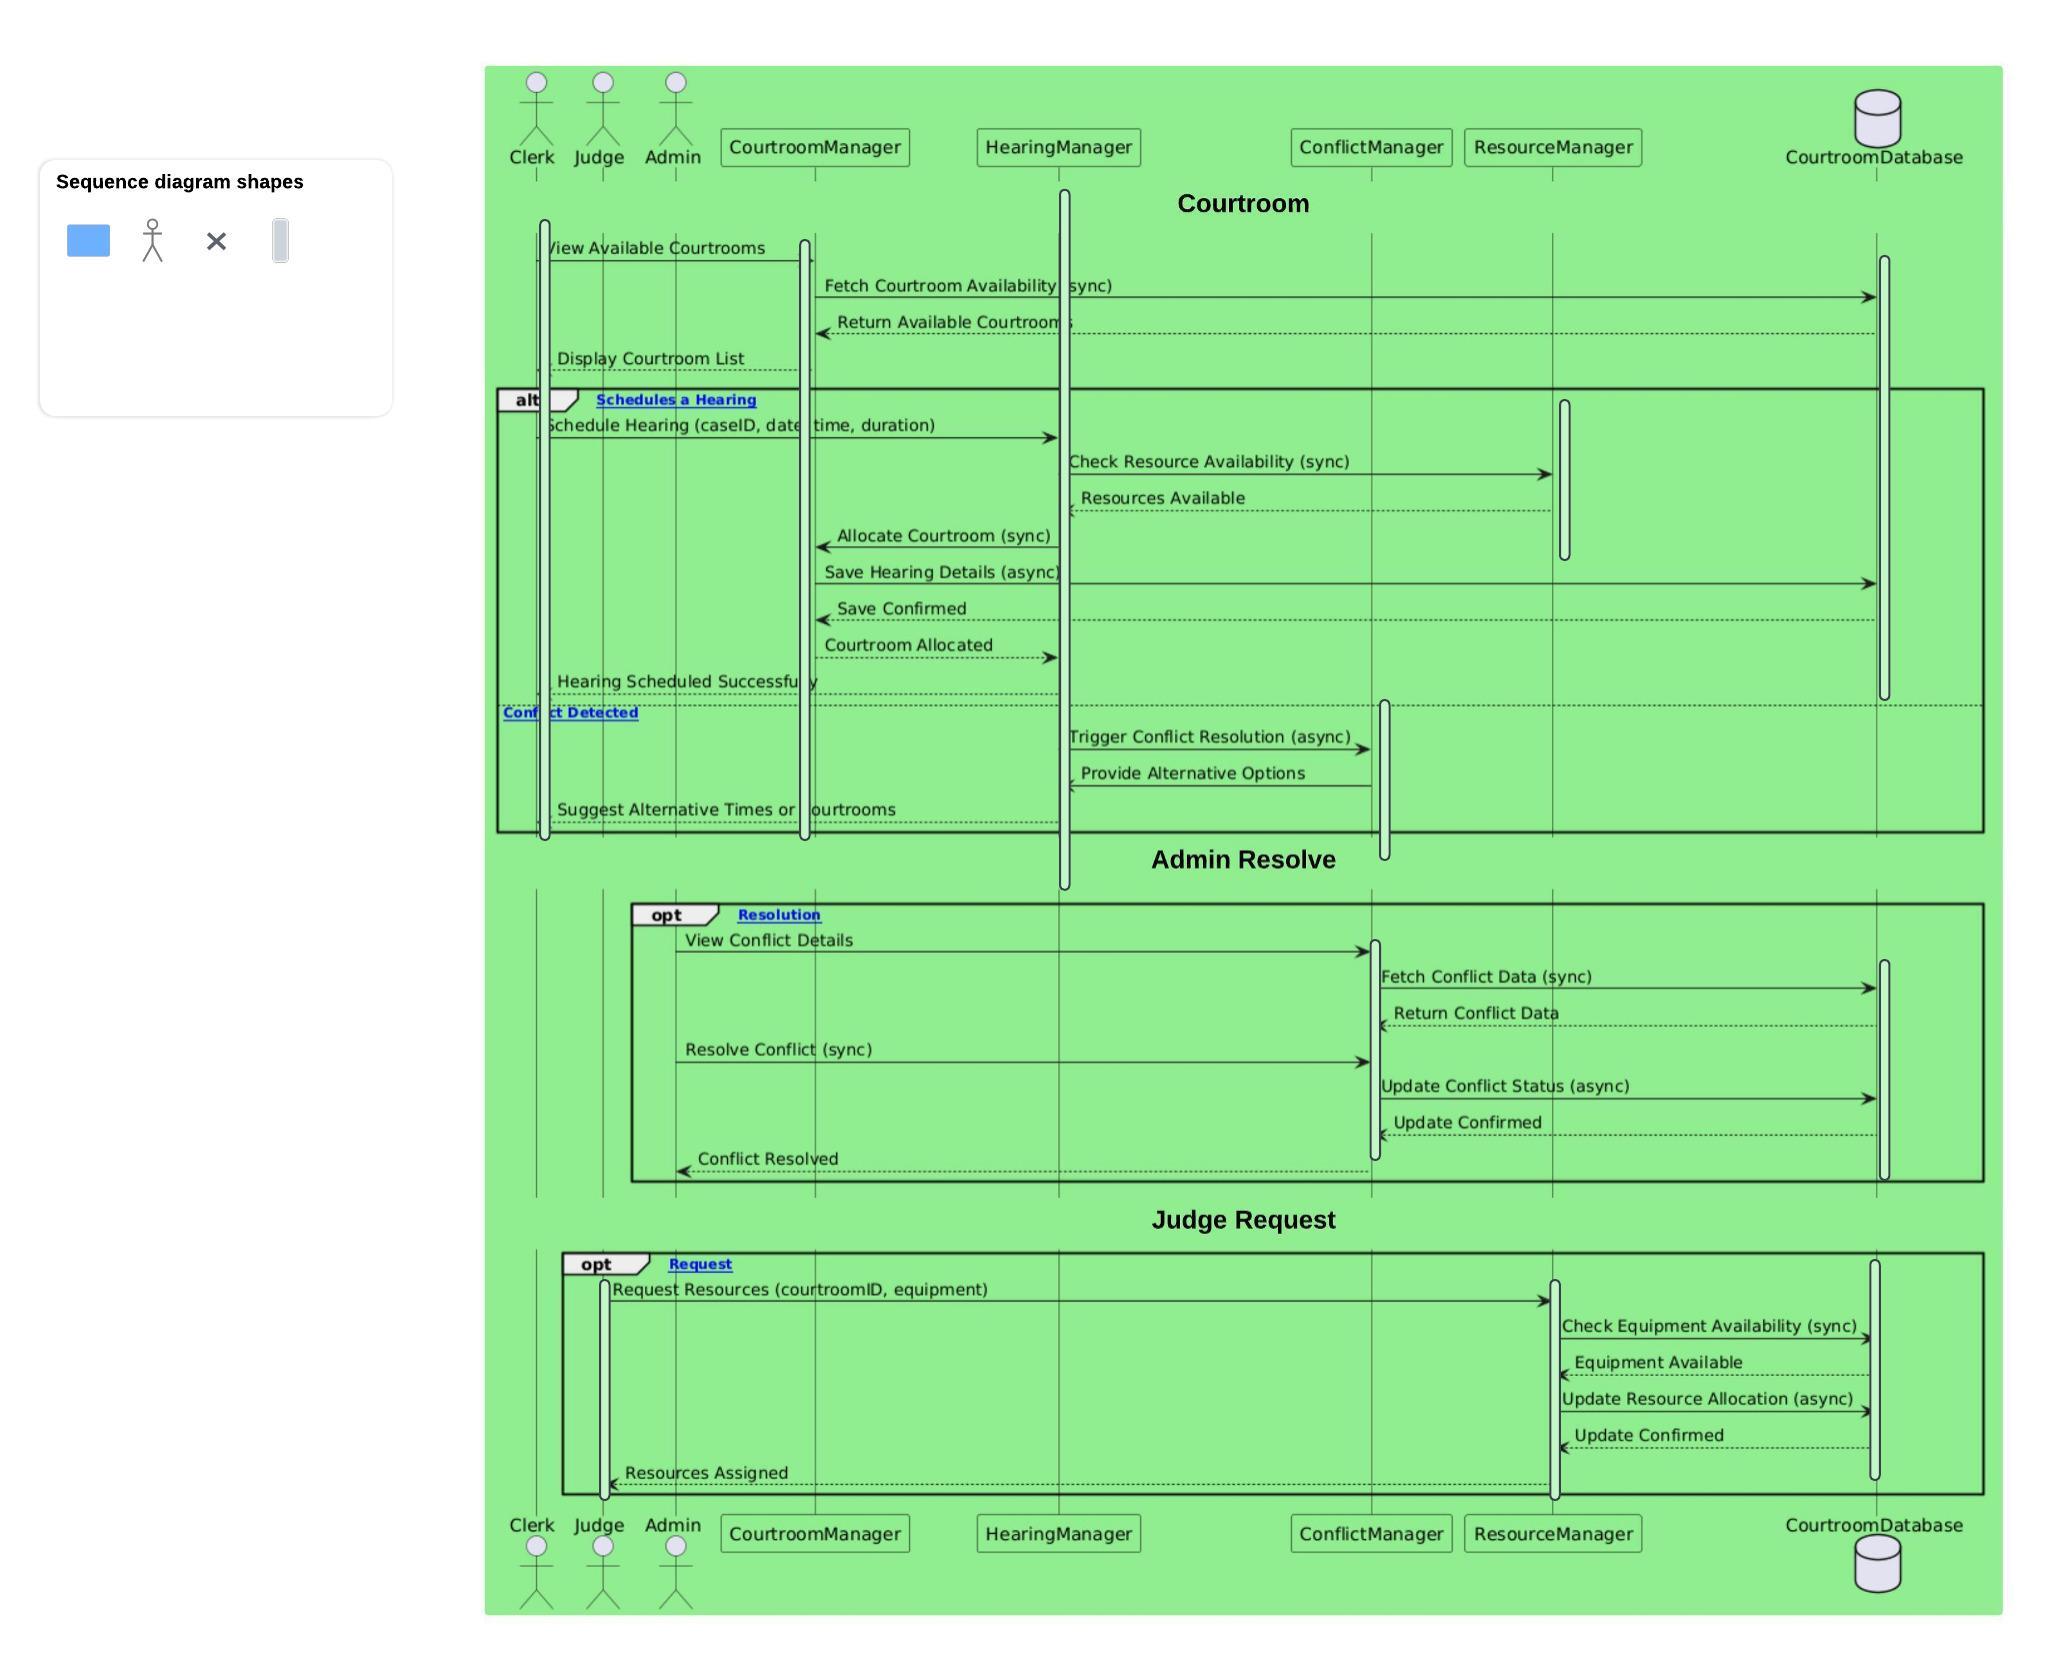 Sequence diagram shapes
Clerk
Judge
Admin
CourtroomManager
HearingManager
ConflictManager
ResourceManager
CourtroomDatabase
Courtroom
View Available Courtrooms
Fetch Courtroom Availability (sync)
Return Available Courtrooms
Display Courtroom List
alt
Schedules a Hearing
Schedule Hearing (caseID, date, time, duration)
Check Resource Availability (sync)
Resources Available
Allocate Courtroom (sync)
Save Hearing Details (async)
Save Confirmed
Courtroom Allocated
Hearing Scheduled Successfully
Conflict Detected
Trigger Conflict Resolution (async)
Provide Alternative Options
Suggest Alternative Times or Courtrooms
Admin Resolve
opt
Resolution
View Conflict Details
Fetch Conflict Data (sync)
Return Conflict Data
Resolve Conflict (sync)
Update Conflict Status (async)
Update Confirmed
Conflict Resolved
Judge Request
opt
Request
Request Resources (courtroomID, equipment)
Check Equipment Availability (sync)
Equipment Available
Update Resource Allocation (async)
Update Confirmed
Resources Assigned
Clerk
Judge
Admin
CourtroomManager
HearingManager
ConflictManager
ResourceManager
CourtroomDatabase